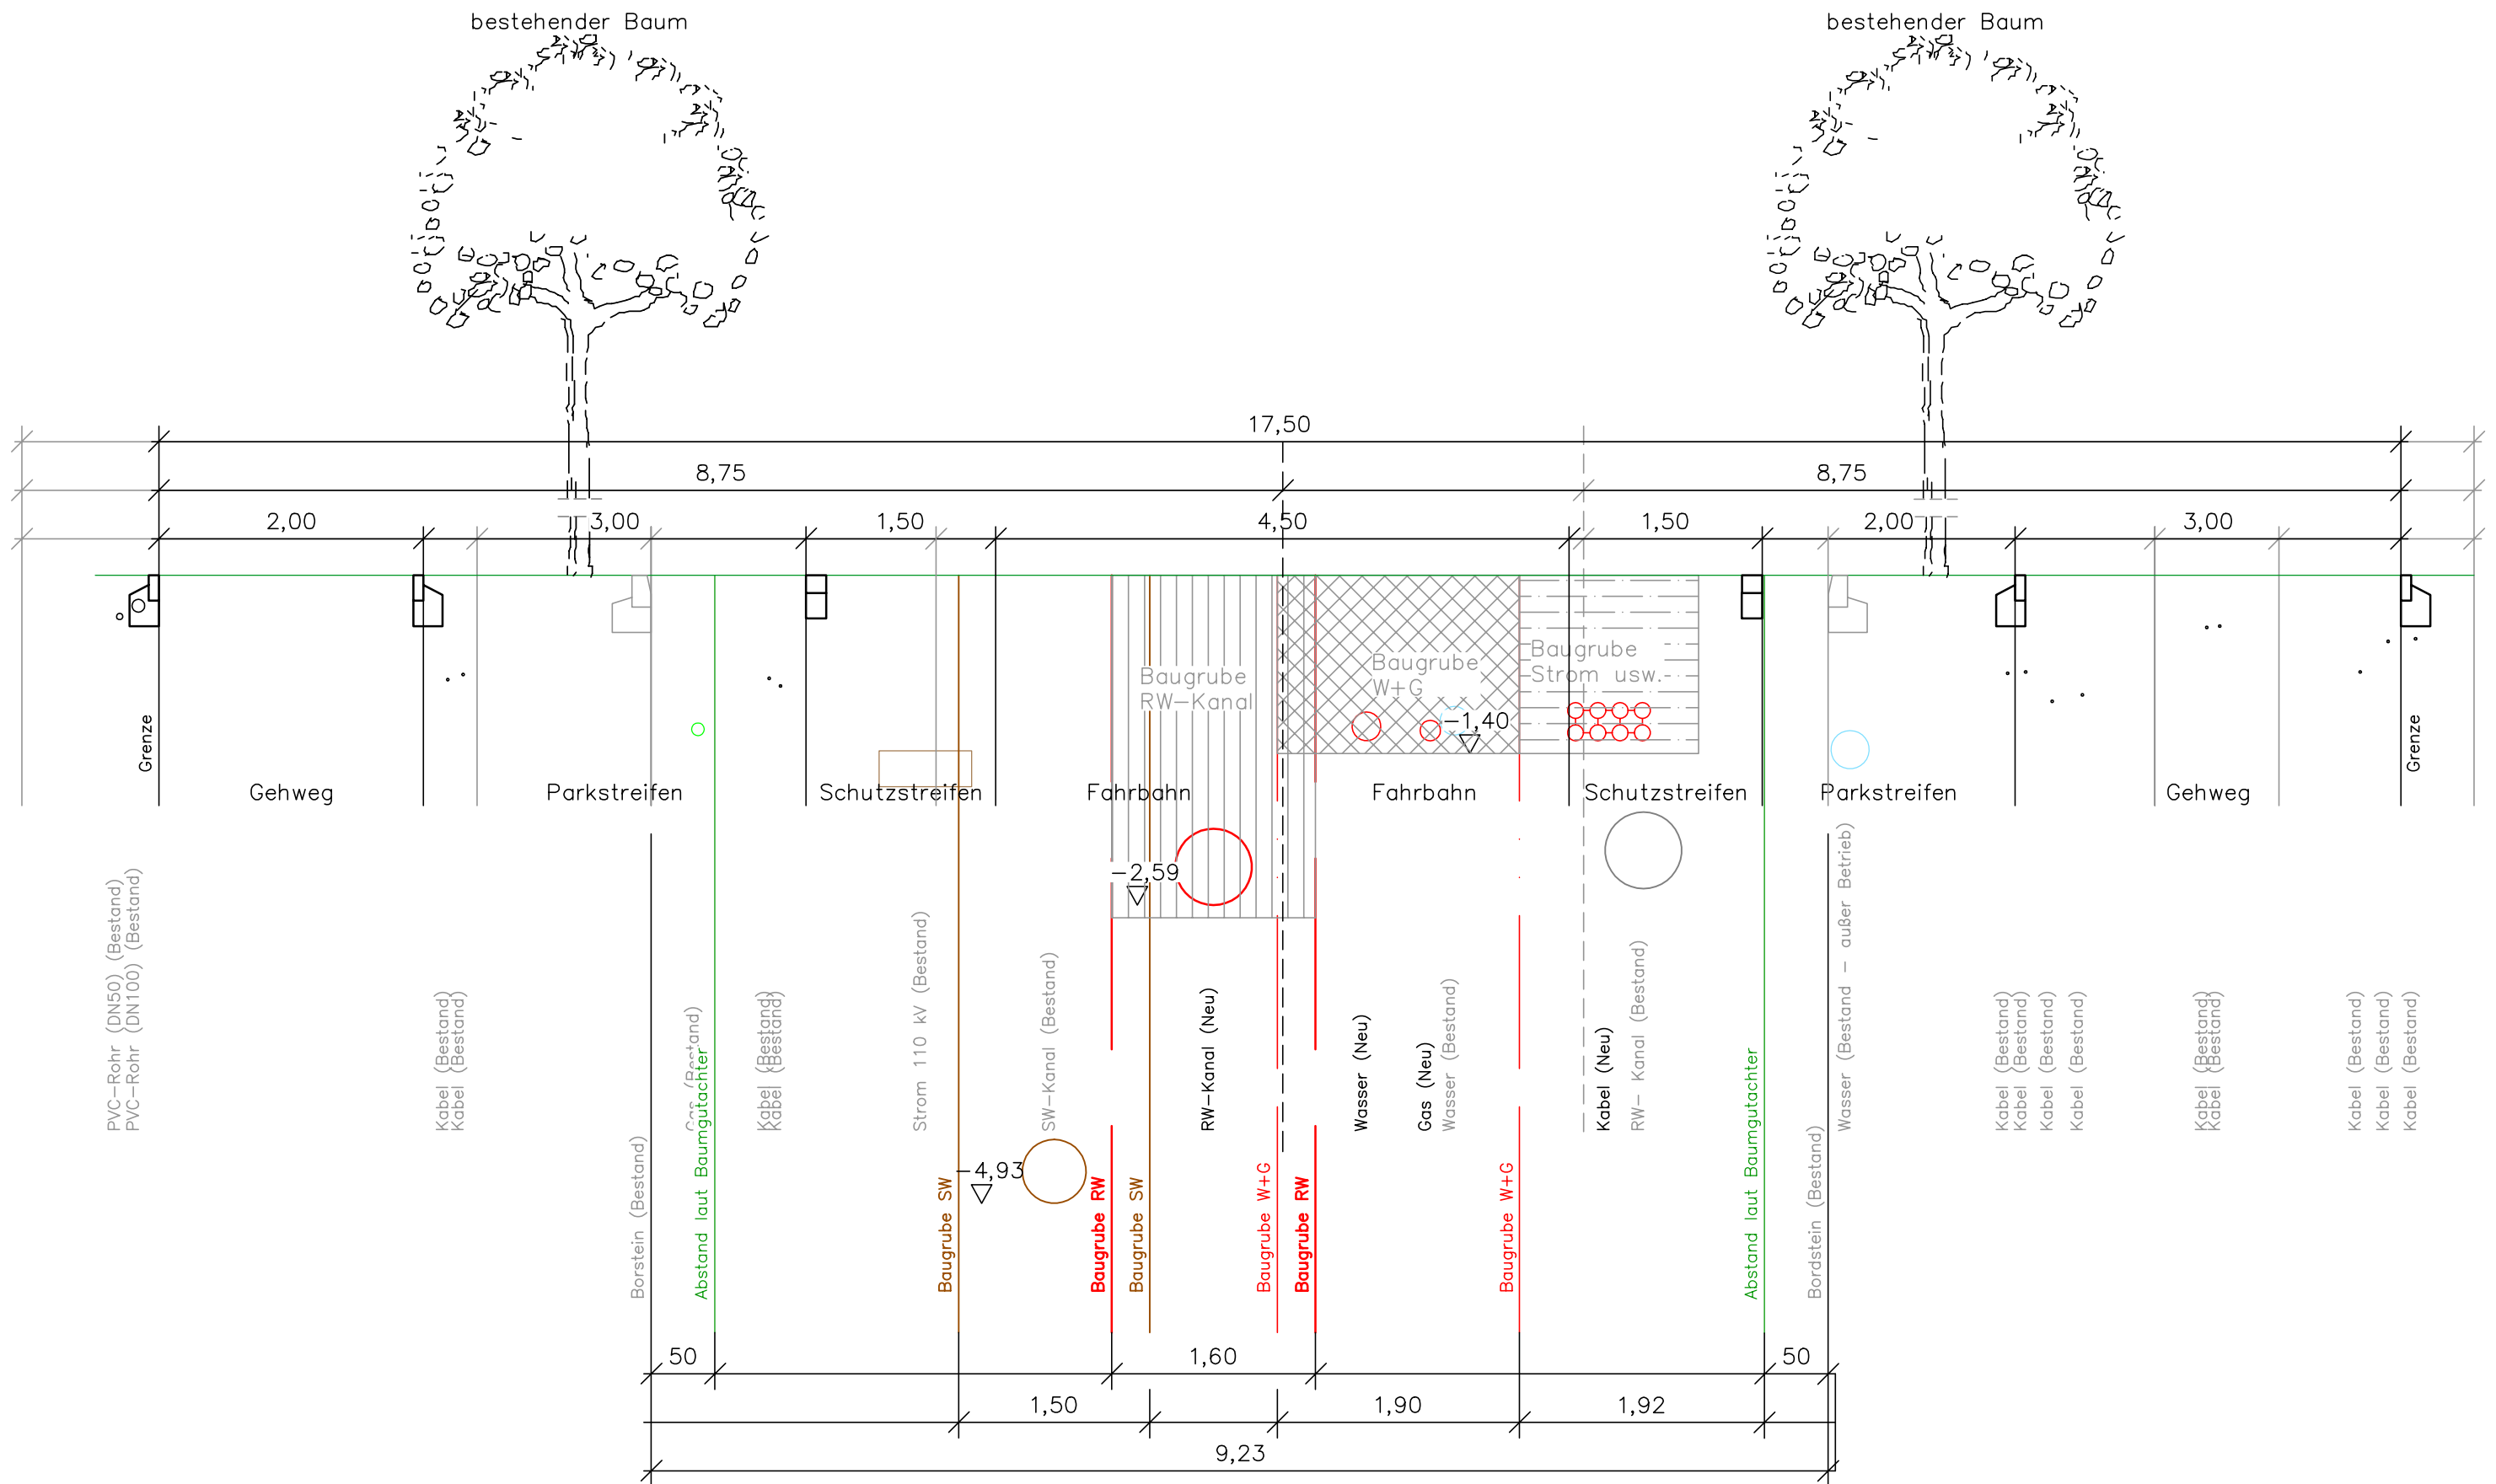 bestehender Baum
bestehender Baum
17,50
8,75
8,75
2,00
3,00
1,50
4,50
1,50
2,00
3,00
Baugrube
RW-Kanal
Baugrube
W+G
Baugrube
Strom usw.
-1,40
Grenze
Grenze
Gehweg
Parkstreifen
Schutzstreifen
Fahrbahn
Fahrbahn
Schutzstreifen
Parkstreifen
Gehweg
-2,59
PVC-Rohr (DN50) (Bestand)
PVC-Rohr (DN100) (Bestand)
Kabel (Bestand)
Kabel (Bestand)
Borstein (Bestand)
Gas (Bestand)
Abstand laut Baumgutachter
Kabel (Bestand)
Kabel (Bestand)
Strom 110 kV (Bestand)
Baugrube SW
SW-Kanal (Bestand)
-4,93
Baugrube RW
Baugrube SW
RW-Kanal (Neu)
Baugrube W+G
Baugrube RW
Wasser (Neu)
Gas (Neu)
Wasser (Bestand)
Baugrube W+G
Kabel (Neu)
RW- Kanal (Bestand)
Abstand laut Baumgutachter
Bordstein (Bestand)
Wasser (Bestand - außer Betrieb)
Kabel (Bestand)
Kabel (Bestand)
Kabel (Bestand)
Kabel (Bestand)
Kabel (Bestand)
Kabel (Bestand)
Kabel (Bestand)
Kabel (Bestand)
Kabel (Bestand)
50
1,60
50
1,50
1,90
1,92
9,23